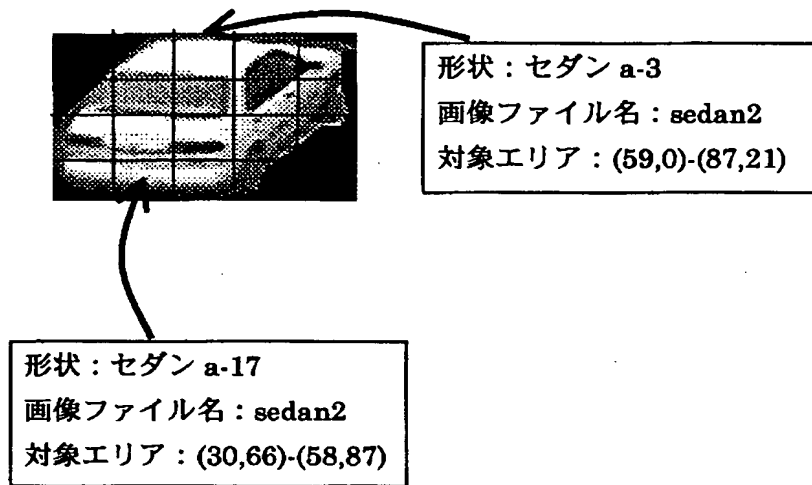 形状：セダン a-3
画像ファイル名：sedan2
対象エリア：(59,0)-(87,21)
形状：セダン a-17
画像ファイル名：sedan2
対象エリア：(30,66)-(58,87)